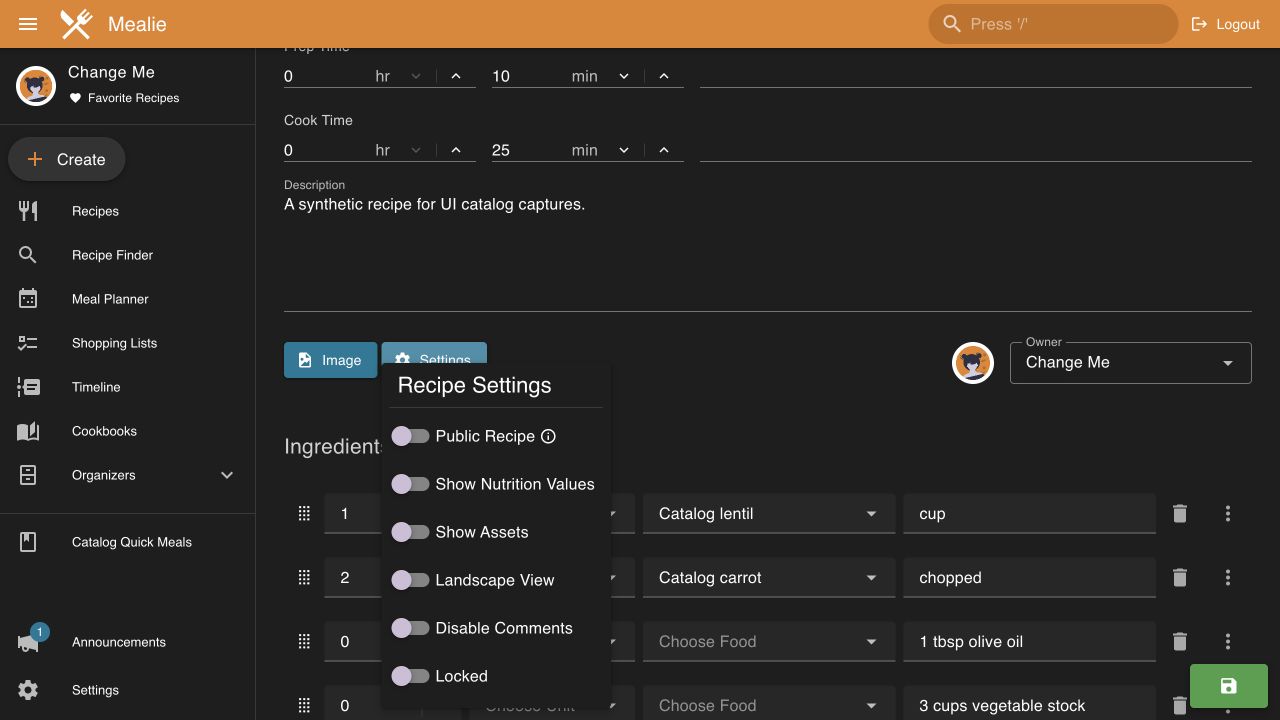 Mealie
Press '/'
Logout
Change Me
Favorite Recipes
Create
Recipes
Recipe Finder
Meal Planner
Shopping Lists
Timeline
Cookbooks
Organizers
Catalog Quick Meals
1
Announcements
Settings
Prep Time
0 hr 10 min
Cook Time
0 hr 25 min
Description
A synthetic recipe for UI catalog captures.
Image
Settings
Owner
Change Me
Recipe Settings
Public Recipe
Show Nutrition Values
Show Assets
Landscape View
Disable Comments
Locked
Ingredients
1 Catalog lentil cup
2 Catalog carrot chopped
0 Choose Food 1 tbsp olive oil
0 Choose Unit Choose Food 3 cups vegetable stock